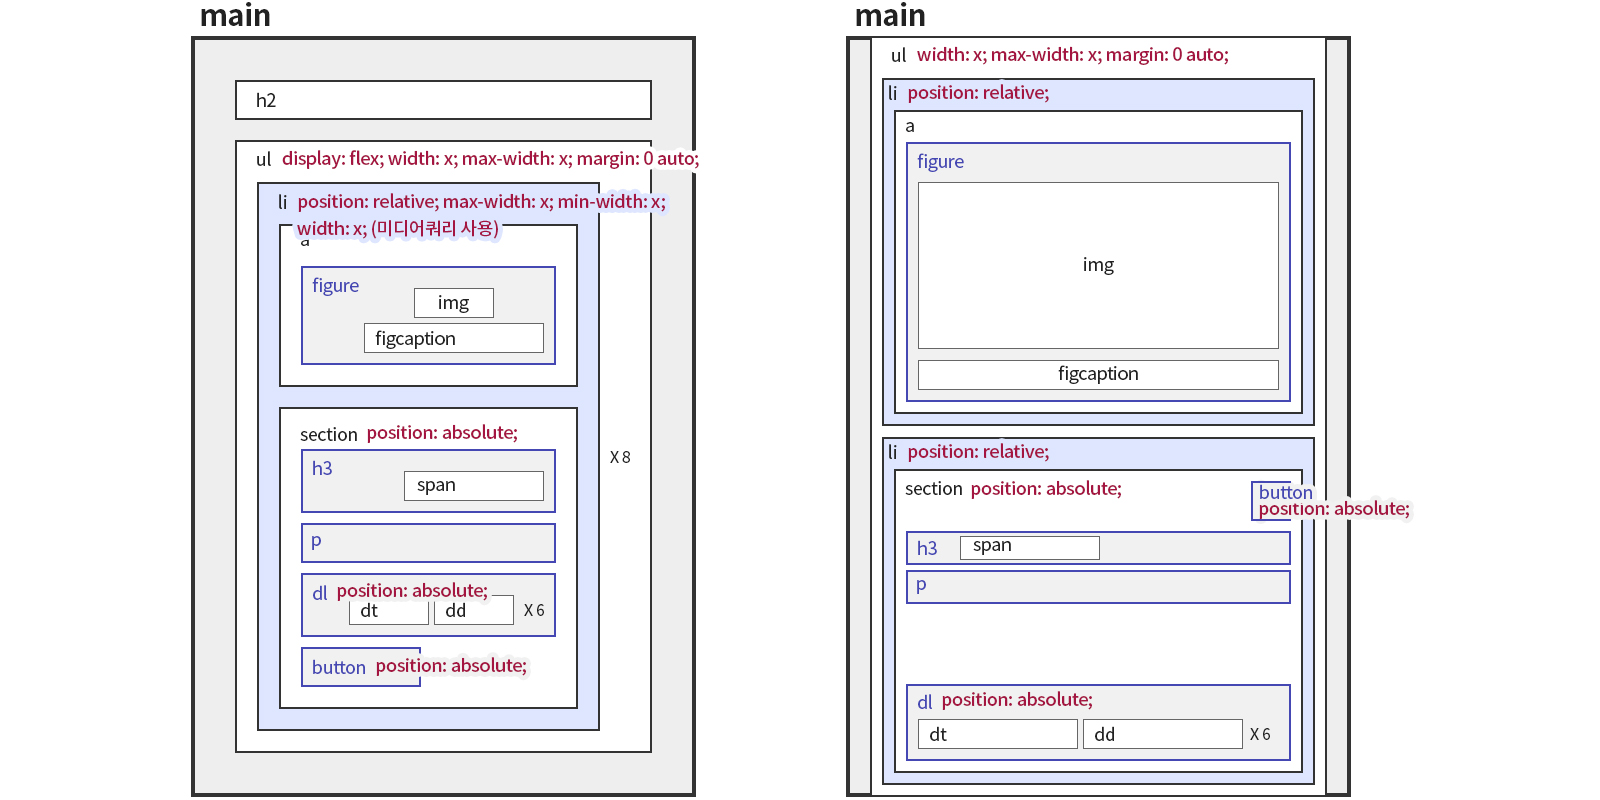 main
h2
ul display: flex; width: x; max-width: x; margin: 0 auto;
li position: relative; max-width: x; min-width: x;
width: x; (미디어쿼리 사용)
a
figure
img
figcaption
section position: absolute;
h3
span
p
dl position: absolute;
dt dd X 6
button position: absolute;
X 8
main
ul width: x; max-width: x; margin: 0 auto;
li position: relative;
a
figure
img
figcaption
li position: relative;
section position: absolute;
button
position: absolute;
h3 span
p
dl position: absolute;
dt dd X 6